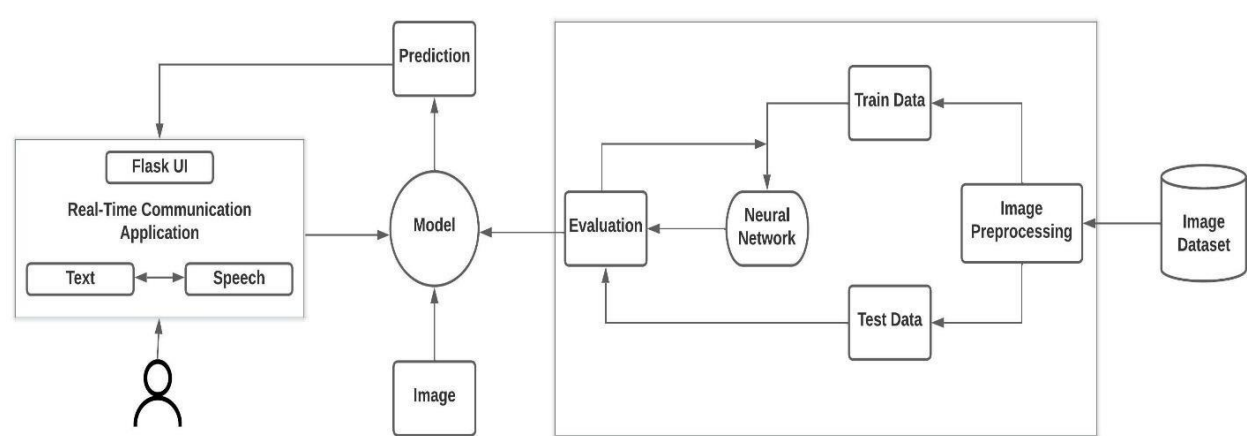 Prediction
Flask UI
Real-Time Communication
Application
Text
Speech
Model
Image
Evaluation
Neural
Network
Train Data
Test Data
Image
Preprocessing
Image
Dataset